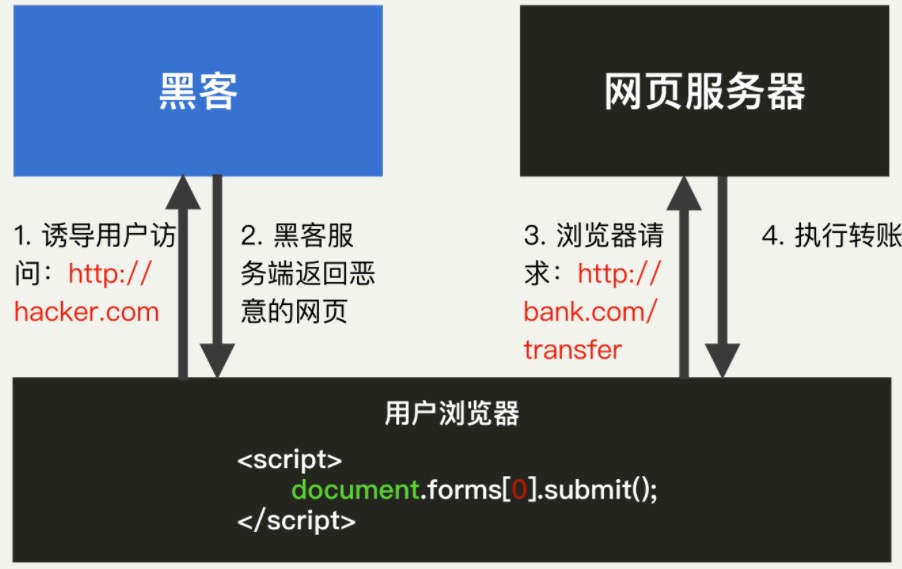 黑客
网页服务器
1. 诱导用户访
问：http://
hacker.com
2. 黑客服
务端返回恶
意的网页
3. 浏览器请
求：http://
bank.com/
transfer
4. 执行转账
用户浏览器
<script>
document.forms[0].submit();
</script>